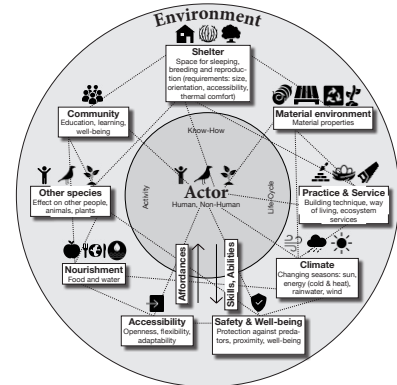 Environment
Shelter
Space for sleeping,
breeding and reproduc-
tion (requirements: size,
orientation, accessibility,
thermal comfort)
Community
Education, learning,
well-being
Material environment
Material properties
Know-How
Other species
Effect on other people,
animals, plants
Activity
Actor
Human, Non-Human
Life-Cycle
Practice & Service
Building technique, way
of living, ecosystem
services
Nourishment
Food and water
Affordances
Skills, Abilities
Climate
Changing seasons: sun,
energy (cold & heat),
rainwater, wind
Accessibility
Openness, flexibility,
adaptability
Safety & Well-being
Protection against preda-
tors, proximity, well-being